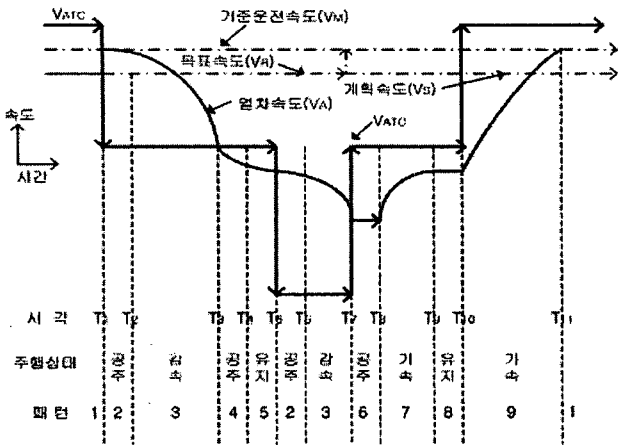 VATC
기준운전속도(VM)
목표속도(VR)
계획속도(VS)
열차속도(VA)
VATC
속도
시간
시 각 T1 T2 T3 T4 T5 T6 T7 T8 T9 T10 T11
주행상태 공주 감속 공주 유지 공주 감속 공주 가속 유지 가속
패턴 1 2 3 4 5 2 3 6 7 8 9 1